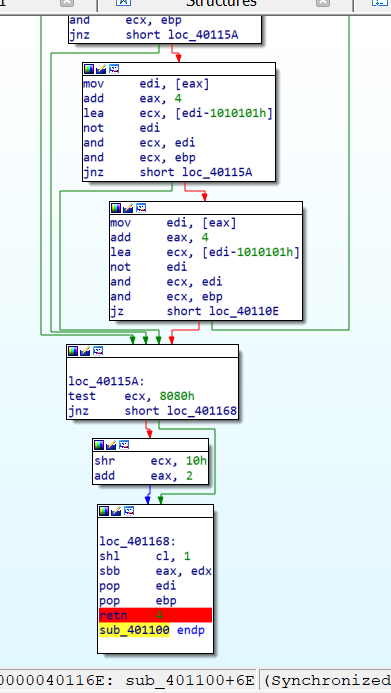 Structures
and ecx, ebp
jnz short loc_40115A
mov edi, [eax]
add eax, 4
lea ecx, [edi-1010101h]
not edi
and ecx, edi
and ecx, ebp
jnz short loc_40115A
mov edi, [eax]
add eax, 4
lea ecx, [edi-1010101h]
not edi
and ecx, edi
and ecx, ebp
jz short loc_40110E
loc_40115A:
test ecx, 8080h
jnz short loc_401168
shr ecx, 10h
add eax, 2
loc_401168:
shl cl, 1
sbb eax, edx
pop edi
pop ebp
retn 4
sub_401100 endp
0000040116E: sub_401100+6E (Synchronized